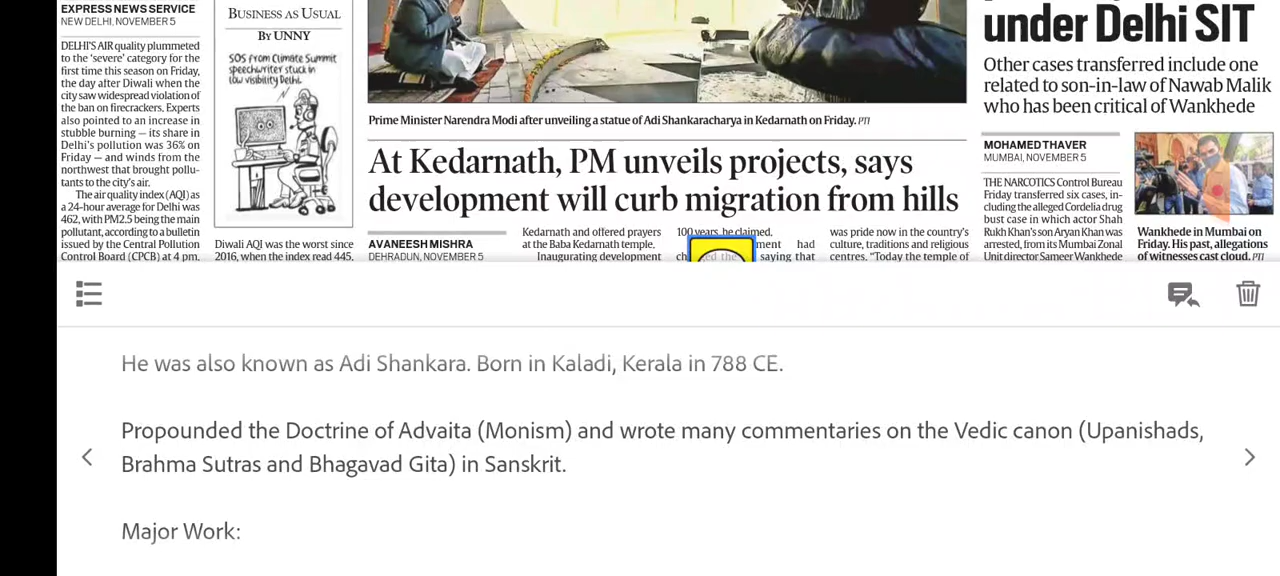 EXPRESS NEWS SERVICE
NEW DELHI, NOVEMBER 5
DELHI'S AIR quality plummeted
to the 'severe' category for the
first time this season on Friday,
the day after Diwali when the
city saw widespread violation of
the ban on firecrackers. Experts
also pointed to an increase in
stubble burning — its share in
Delhi's pollution was 36% on
Friday — and winds from the
northwest that brought pollu-
tants to the city's air.
The air quality index (AQI) as
a 24-hour average for Delhi was
462, with PM2.5 being the main
pollutant, according to a bulletin
issued by the Central Pollution
Control Board (CPCB) at 4 pm.
BUSINESS AS USUAL
BY UNNY
SOS from Climate Summit
speechwriter stuck in
low visibility Delhi.
Diwali AQI was the worst since
2016, when the index read 445,
Prime Minister Narendra Modi after unveiling a statue of Adi Shankaracharya in Kedarnath on Friday. PTI
At Kedarnath, PM unveils projects, says
development will curb migration from hills
AVANEESH MISHRA
DEHRADUN, NOVEMBER 5
Kedarnath and offered prayers
at the Baba Kedarnath temple.
Inaugurating development
100 years, he claimed.
ment had
the saying that
was pride now in the country's
culture, traditions and religious
centres. "Today the temple of
under Delhi SIT
Other cases transferred include one
related to son-in-law of Nawab Malik
who has been critical of Wankhede
MOHAMED THAVER
MUMBAI, NOVEMBER 5
THE NARCOTICS Control Bureau
Friday transferred six cases, in-
cluding the alleged Cordelia drug
bust case in which actor Shah
Rukh Khan's son Aryan Khan was
arrested, from its Mumbai Zonal
Unit director Sameer Wankhede
Wankhede in Mumbai on
Friday. His past, allegations
of witnesses cast cloud. PTI
He was also known as Adi Shankara. Born in Kaladi, Kerala in 788 CE.
Propounded the Doctrine of Advaita (Monism) and wrote many commentaries on the Vedic canon (Upanishads,
Brahma Sutras and Bhagavad Gita) in Sanskrit.
Major Work: